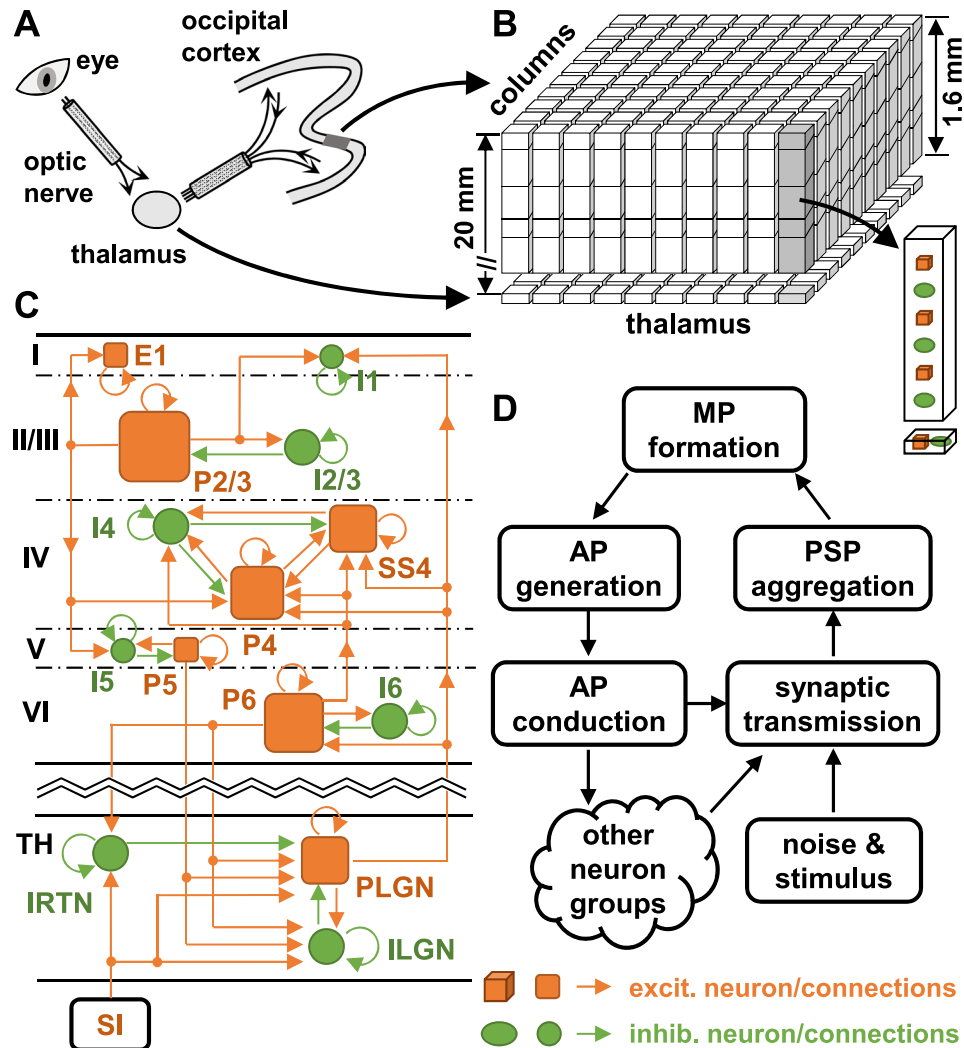 A
occipital
cortex
eye
optic
nerve
thalamus
B
columns
1.6 mm
20 mm
thalamus
C
I
E1
I1
II/III
P2/3
I2/3
I4
IV
SS4
P4
V
I5
P5
P6
I6
VI
TH
IRTN
PLGN
ILGN
SI
D
MP
formation
AP
generation
PSP
aggregation
AP
conduction
synaptic
transmission
other
neuron
groups
noise &
stimulus
excit. neuron/connections
inhib. neuron/connections